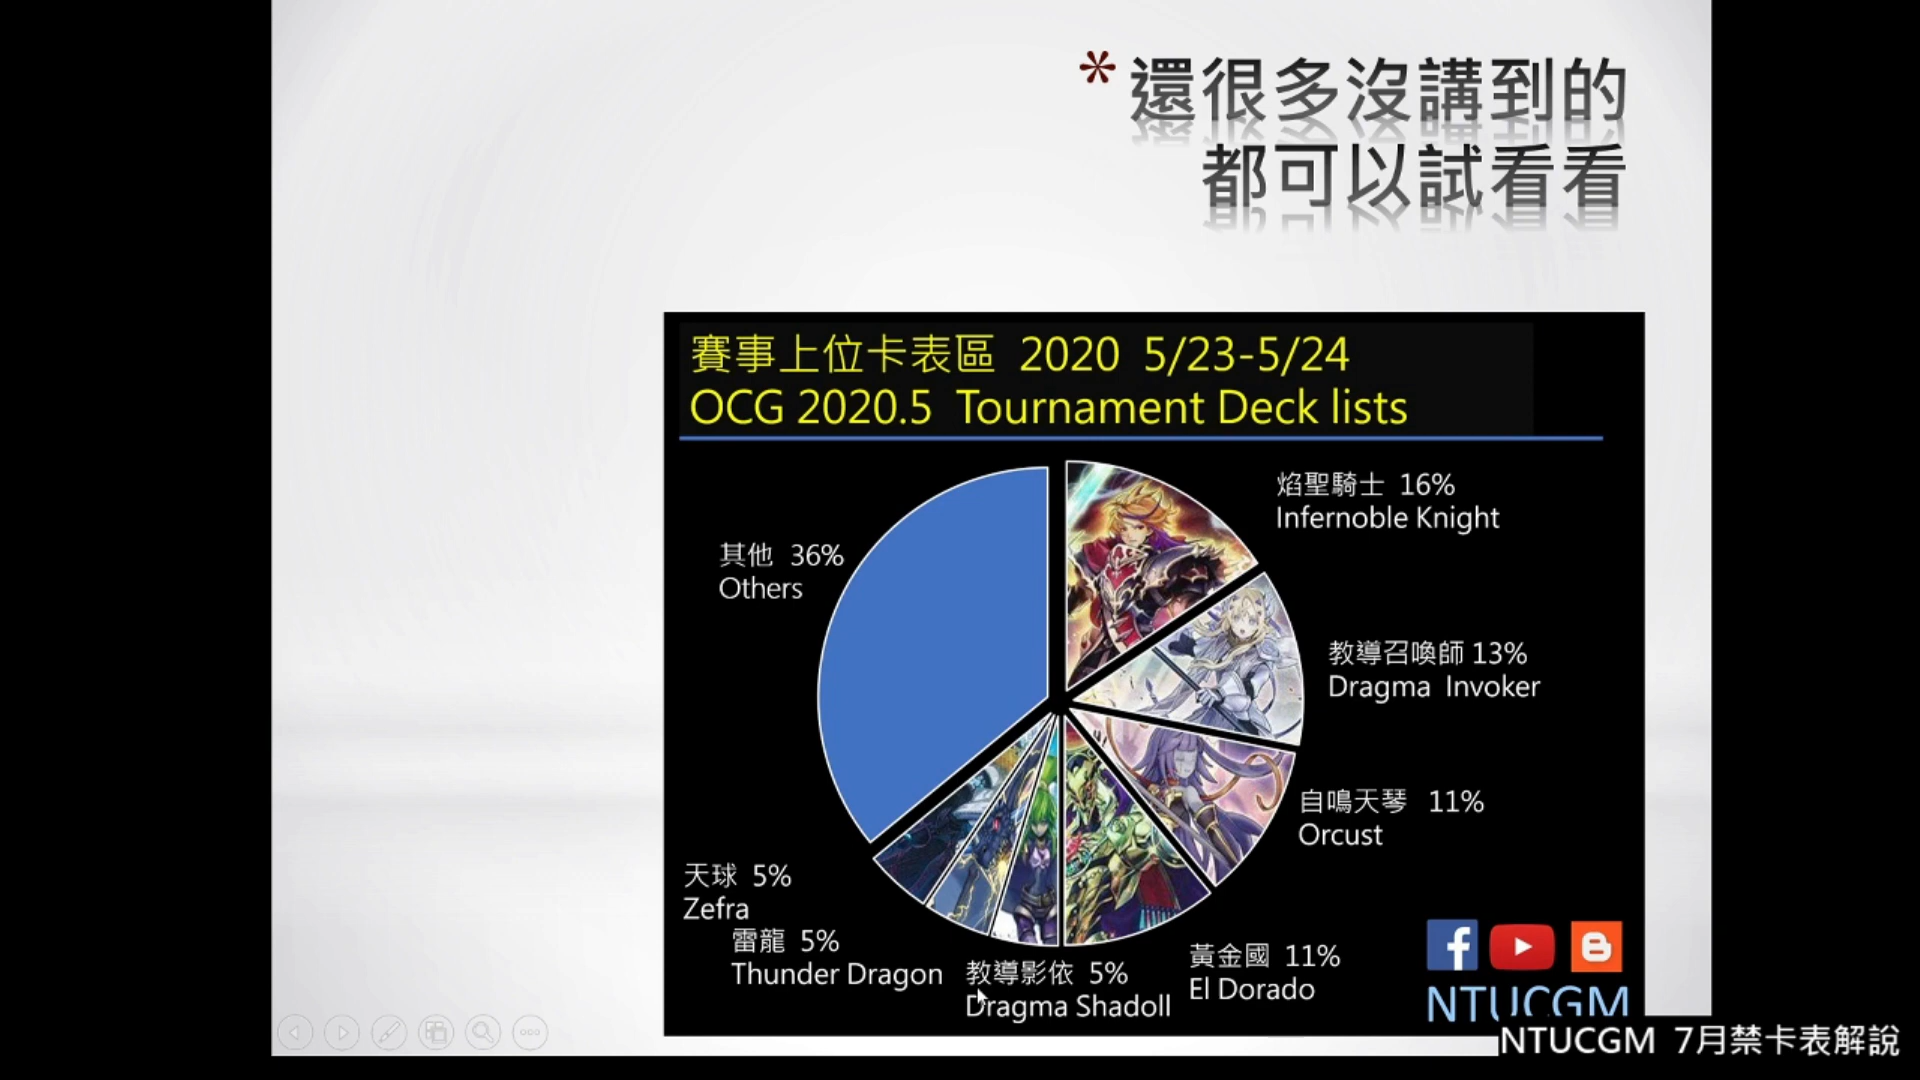 *還很多沒講到的
都可以試看看
賽事上位卡表區 2020 5/23-5/24
OCG 2020.5 Tournament Deck lists
焰聖騎士 16%
Infernoble Knight
其他 36%
Others
教導召喚師 13%
Dragma Invoker
自鳴天琴 11%
Orcust
天球 5%
Zefra
雷龍 5%
Thunder Dragon
教導影依 5%
Dragma Shadoll
黃金國 11%
El Dorado
NTUCGM
NTUCGM 7月禁卡表解說